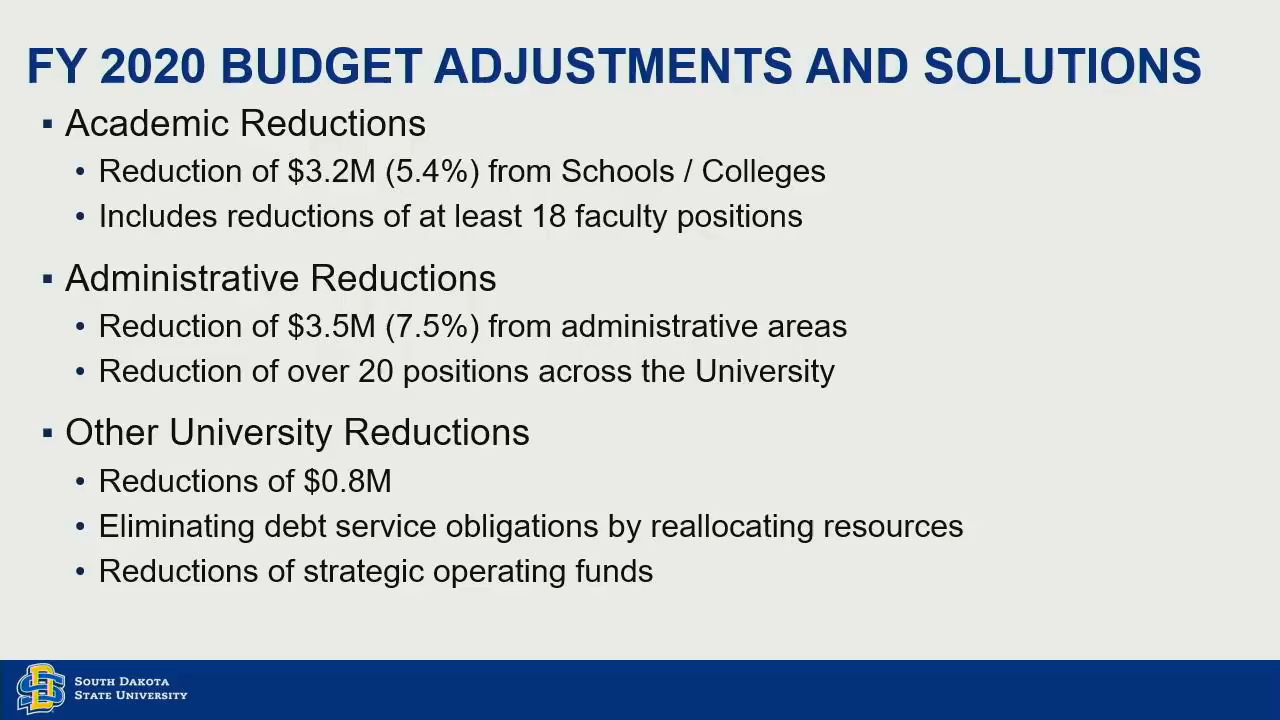 FY 2020 BUDGET ADJUSTMENTS AND SOLUTIONS
▪ Academic Reductions
• Reduction of $3.2M (5.4%) from Schools / Colleges
• Includes reductions of at least 18 faculty positions
▪ Administrative Reductions
• Reduction of $3.5M (7.5%) from administrative areas
• Reduction of over 20 positions across the University
▪ Other University Reductions
• Reductions of $0.8M
• Eliminating debt service obligations by reallocating resources
• Reductions of strategic operating funds
SOUTH DAKOTA
STATE UNIVERSITY